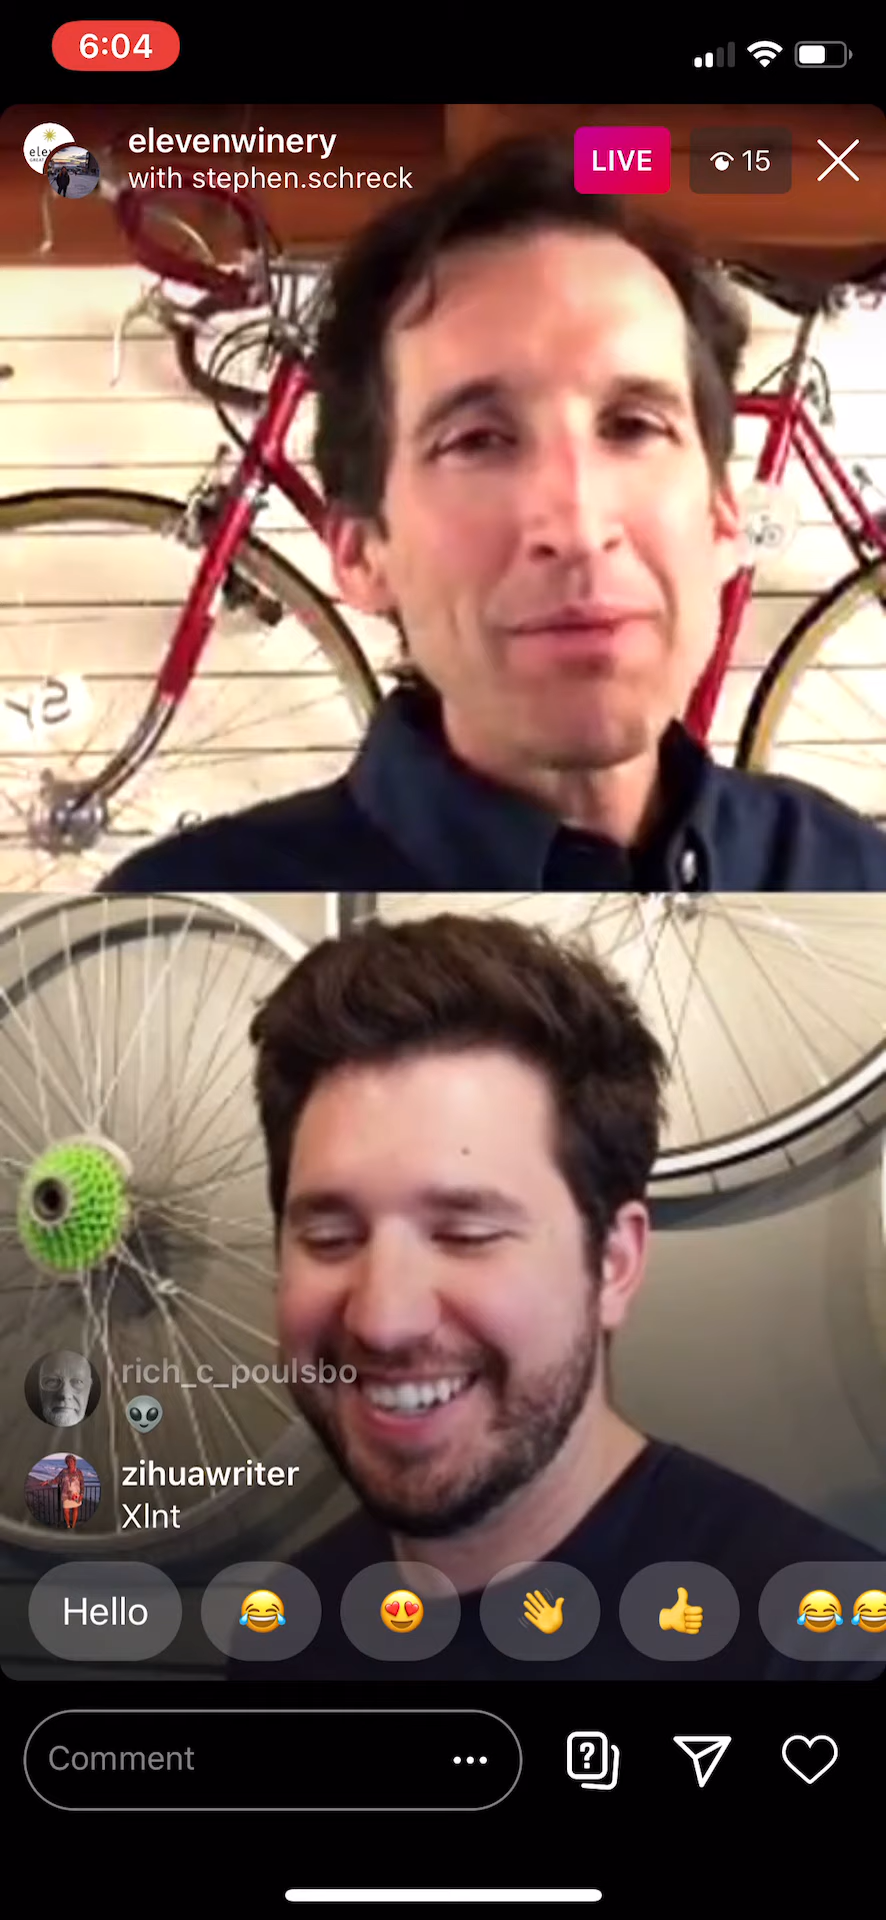 6:04
elevenwinery
with stephen.schreck
LIVE
15
rich_c_poulsbo
👽
zihuawriter
Xlnt
Hello
Comment